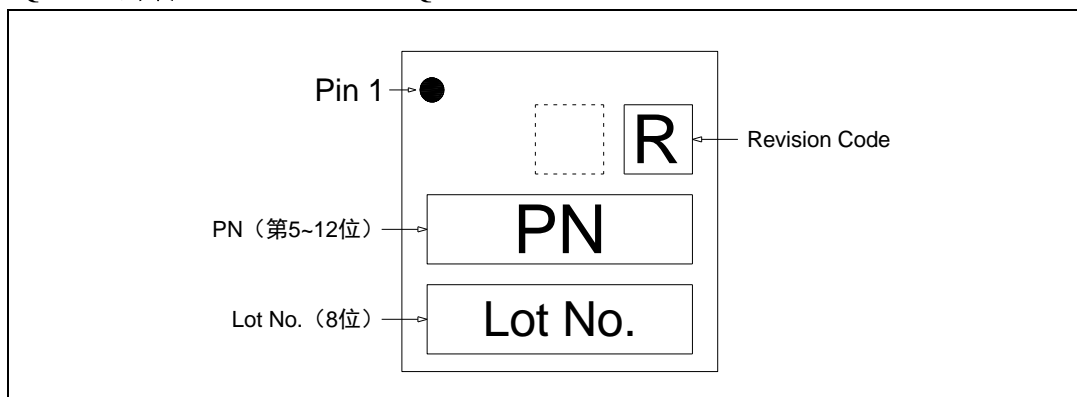 Pin 1
R
Revision Code
PN（第5~12位）
PN
Lot No.（8位）
Lot No.